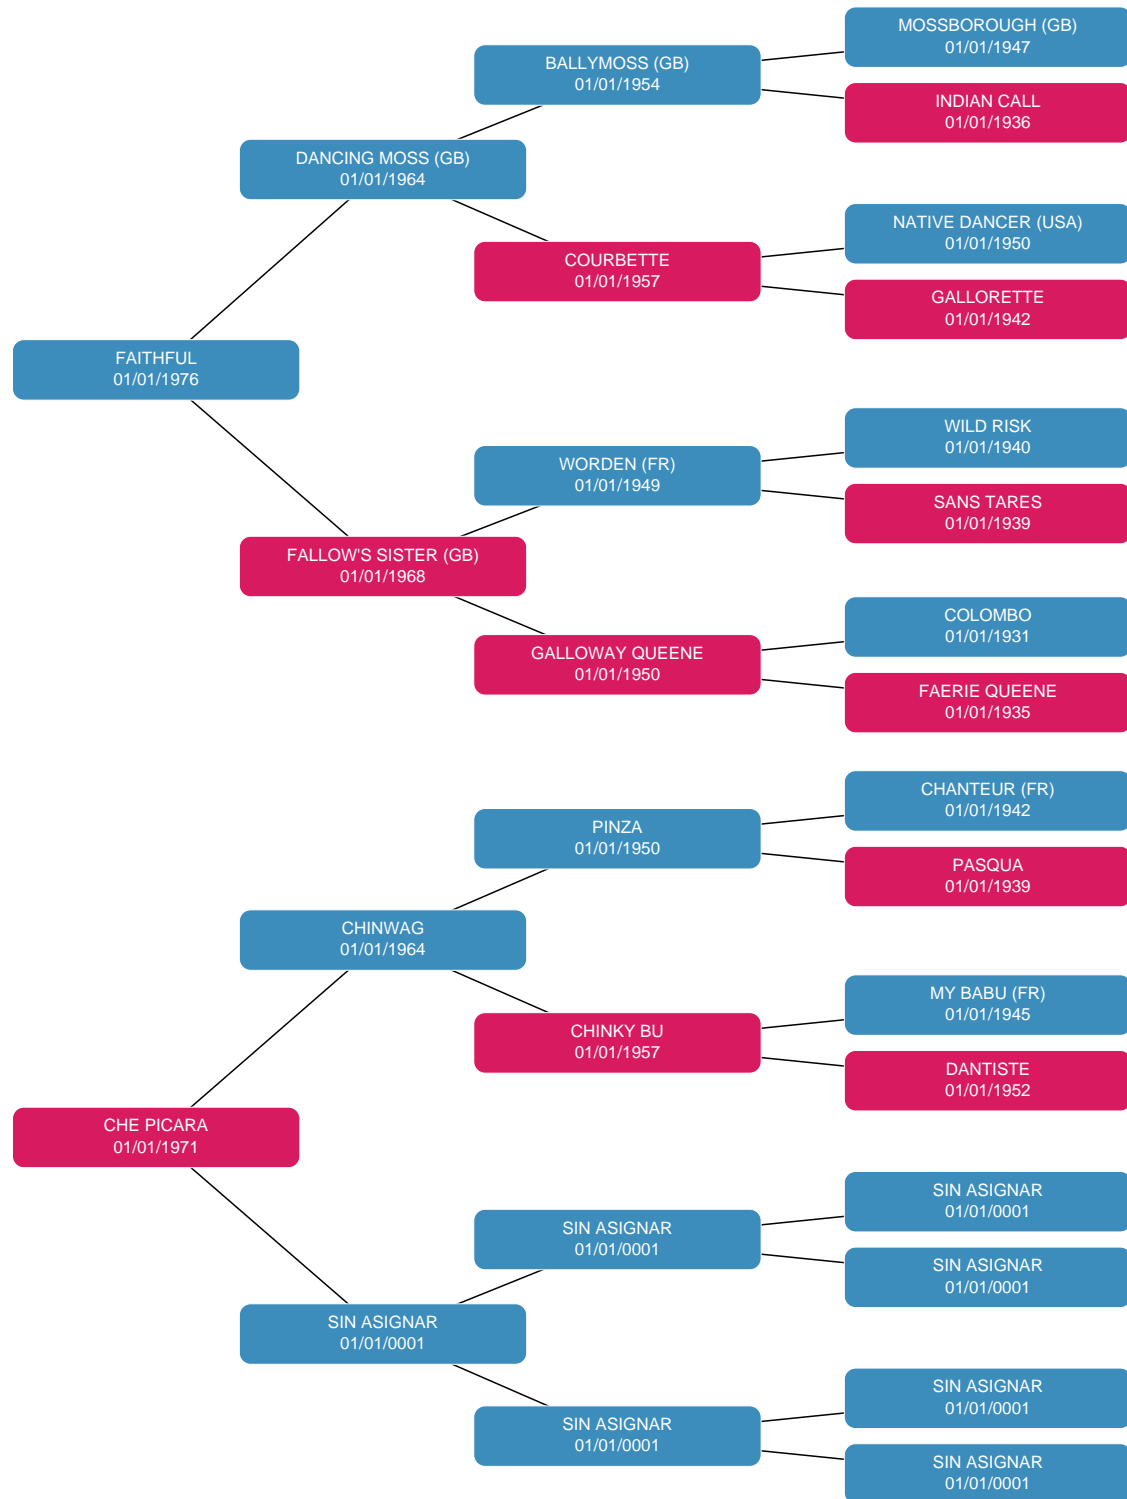 MOSSBOROUGH (GB)
01/01/1947
BALLYMOSS (GB)
01/01/1954
INDIAN CALL
01/01/1936
DANCING MOSS (GB)
01/01/1964
NATIVE DANCER (USA)
01/01/1950
COURBETTE
01/01/1957
GALLORETTE
01/01/1942
FAITHFUL
01/01/1976
WILD RISK
01/01/1940
WORDEN (FR)
01/01/1949
SANS TARES
01/01/1939
FALLOW'S SISTER (GB)
01/01/1968
COLOMBO
01/01/1931
GALLOWAY QUEENE
01/01/1950
FAERIE QUEENE
01/01/1935
CHANTEUR (FR)
01/01/1942
PINZA
01/01/1950
PASQUA
01/01/1939
CHINWAG
01/01/1964
MY BABU (FR)
01/01/1945
CHINKY BU
01/01/1957
DANTISTE
01/01/1952
CHE PICARA
01/01/1971
SIN ASIGNAR
01/01/0001
SIN ASIGNAR
01/01/0001
SIN ASIGNAR
01/01/0001
SIN ASIGNAR
01/01/0001
SIN ASIGNAR
01/01/0001
SIN ASIGNAR
01/01/0001
SIN ASIGNAR
01/01/0001